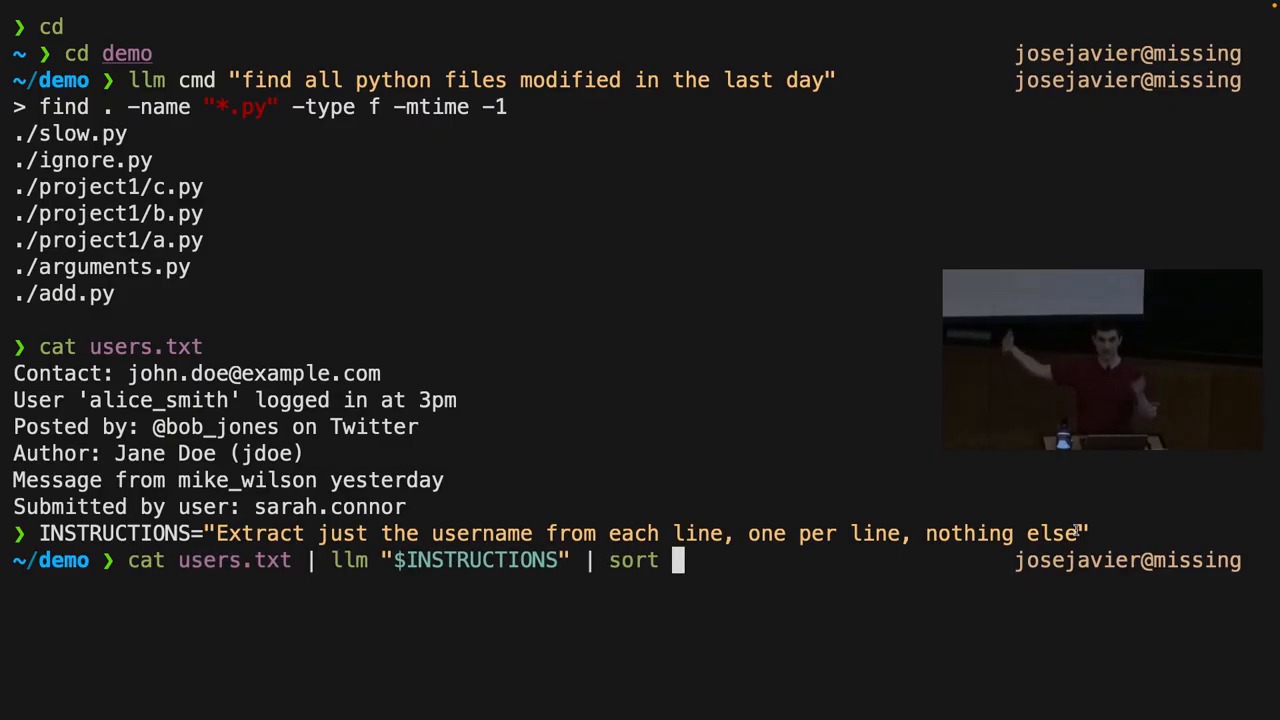 ❯ cd
~ ❯ cd demo josejavier@missing
~/demo ❯ llm cmd "find all python files modified in the last day" josejavier@missing
> find . -name "*.py" -type f -mtime -1
./slow.py
./ignore.py
./project1/c.py
./project1/b.py
./project1/a.py
./arguments.py
./add.py
❯ cat users.txt
Contact: john.doe@example.com
User 'alice_smith' logged in at 3pm
Posted by: @bob_jones on Twitter
Author: Jane Doe (jdoe)
Message from mike_wilson yesterday
Submitted by user: sarah.connor
❯ INSTRUCTIONS="Extract just the username from each line, one per line, nothing else"
~/demo ❯ cat users.txt | llm "$INSTRUCTIONS" | sort josejavier@missing